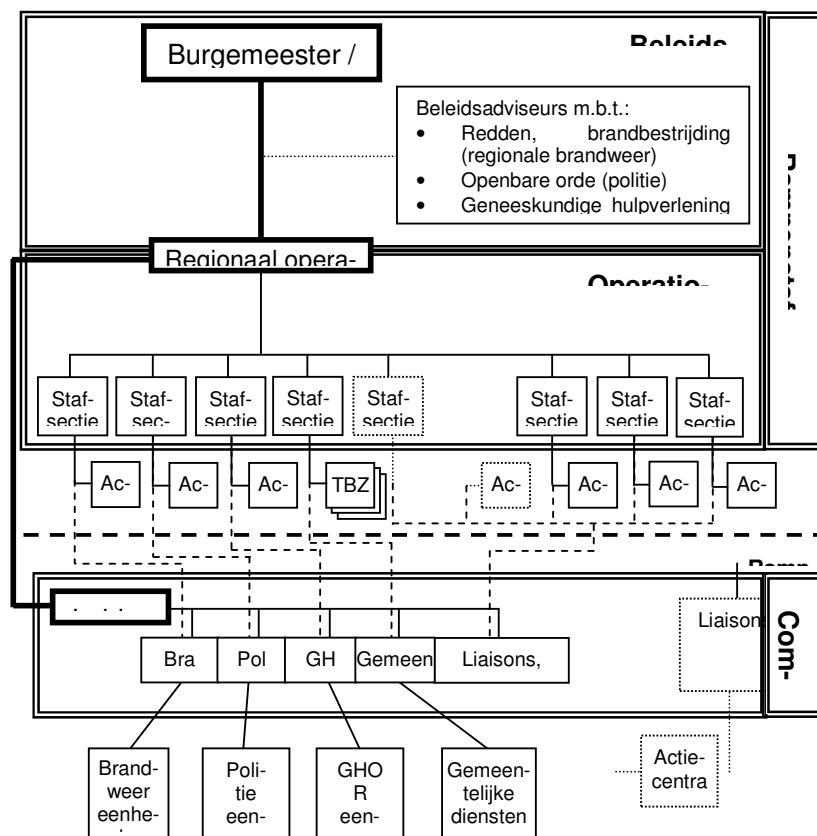 Burgemeester /
Beleids
Beleidsadviseurs m.b.t.:
• Redden, brandbestrijding
(regionale brandweer)
• Openbare orde (politie)
• Geneeskundige hulpverlening
Regionaal opera-
Operatio-
Staf-
sectie
Staf-
sec-
Staf-
sectie
Staf-
sectie
Staf-
sectie
Staf-
sectie
Staf-
sectie
Staf-
sectie
Ac-
Ac-
Ac-
TBZ
Ac-
Ac-
Ac-
Ac-
Liaison
Com-
Bra
Pol
GH
Gemeen
Liaisons,
Brand-
weer
eenhe-
Poli-
tie
een-
GHO
R
een-
Gemeen-
telijke
diensten
Actie-
centra